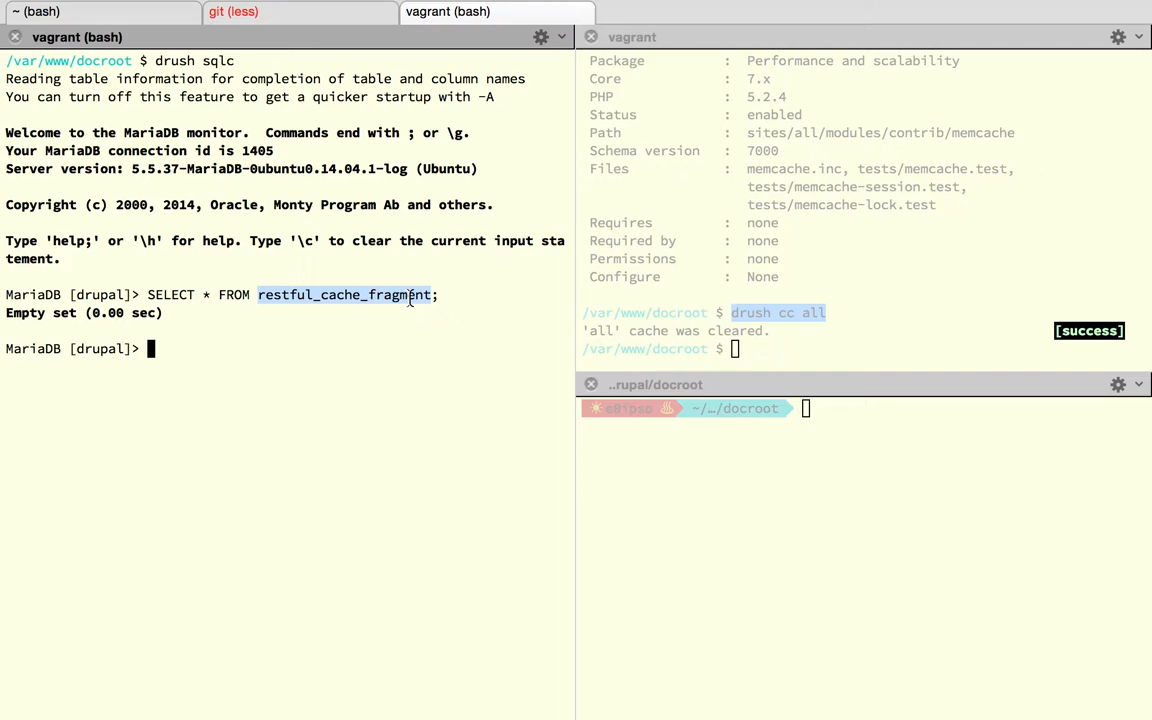 ~ (bash)
git (less)
vagrant (bash)
vagrant (bash)
/var/www/docroot $ drush sqlc
Reading table information for completion of table and column names
You can turn off this feature to get a quicker startup with -A
Welcome to the MariaDB monitor.  Commands end with ; or \g.
Your MariaDB connection id is 1405
Server version: 5.5.37-MariaDB-0ubuntu0.14.04.1-log (Ubuntu)
Copyright (c) 2000, 2014, Oracle, Monty Program Ab and others.
Type 'help;' or '\h' for help. Type '\c' to clear the current input sta
tement.
MariaDB [drupal]> SELECT * FROM restful_cache_fragment;
Empty set (0.00 sec)
MariaDB [drupal]>
vagrant
Package : Performance and scalability
Core : 7.x
PHP : 5.2.4
Status : enabled
Path : sites/all/modules/contrib/memcache
Schema version : 7000
Files : memcache.inc, tests/memcache.test,
tests/memcache-session.test,
tests/memcache-lock.test
Requires : none
Required by : none
Permissions : none
Configure : None
/var/www/docroot $ drush cc all
'all' cache was cleared. [success]
/var/www/docroot $
..rupal/docroot
e0ipso ~/…/docroot